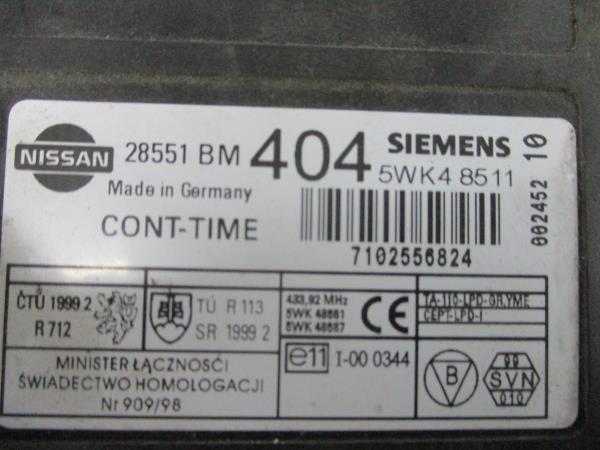 NISSAN 28551 BM 404 SIEMENS
5WK4 8511
Made in Germany
CONT-TIME
7102556824
002452 10
ČTÚ 1999 2
R 712
TÚ R 113
SR 1999 2
433,92 MHz
5WK 48681
5WK 48687
CE
TA-110-LPD-GR.YME
CEPT-LPD-I
MINISTER ŁĄCZNOŚCI
ŚWIADECTWO HOMOLOGACJI
Nr 909/98
e11 I-00 0344
B
99
SVN
010